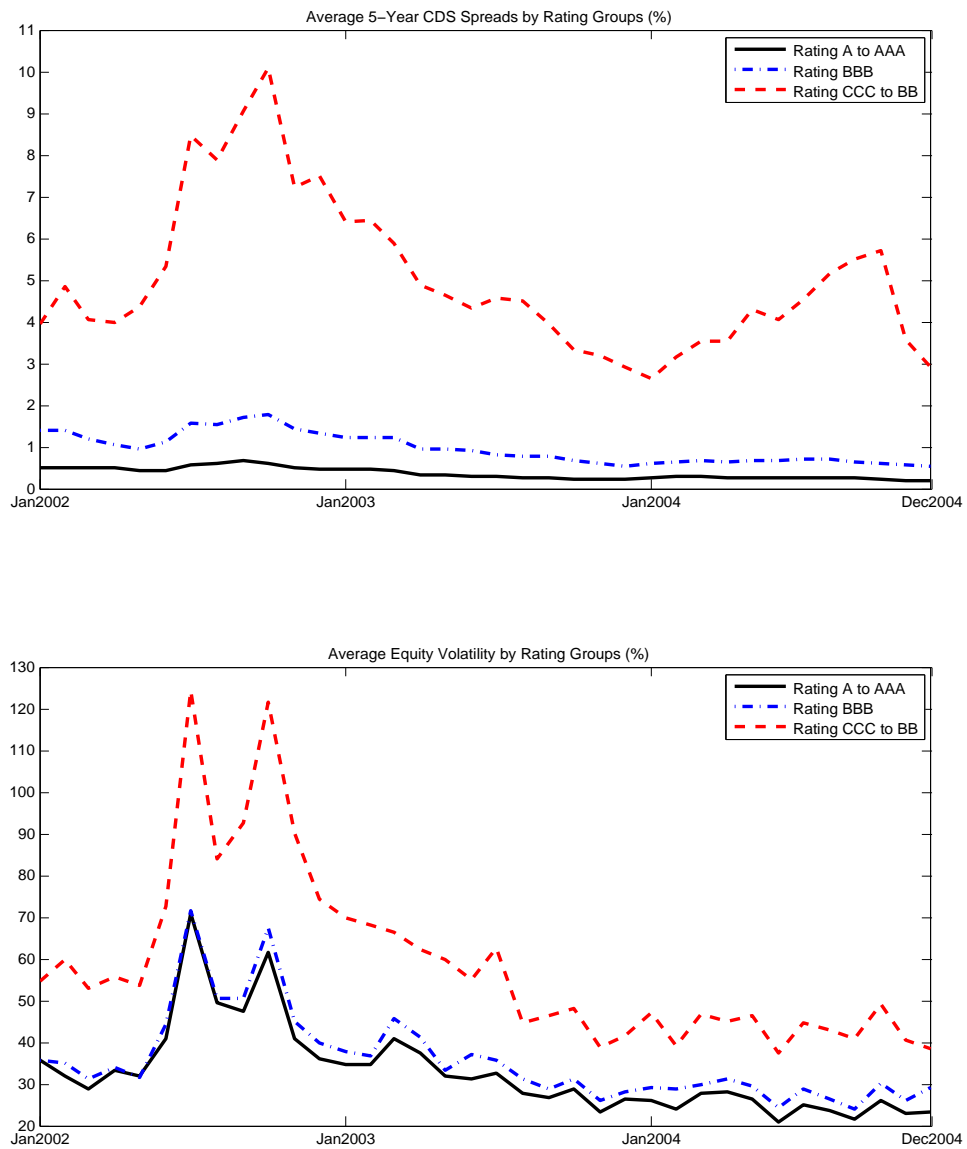 Average 5−Year CDS Spreads by Rating Groups (%)
11
10
9
8
7
6
5
4
3
2
1
0
Rating A to AAA
Rating BBB
Rating CCC to BB
Jan2002
Jan2003
Jan2004
Dec2004
Average Equity Volatility by Rating Groups (%)
130
120
110
100
90
80
70
60
50
40
30
20
Rating A to AAA
Rating BBB
Rating CCC to BB
Jan2002
Jan2003
Jan2004
Dec2004